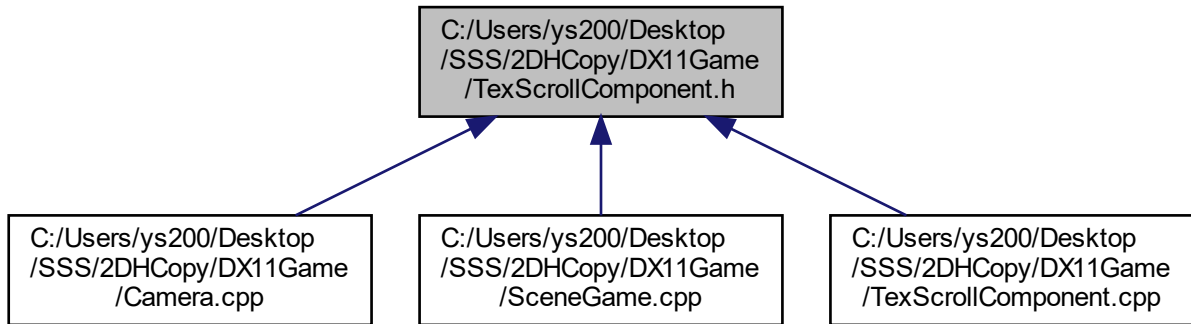 C:/Users/ys200/Desktop
/SSS/2DHCopy/DX11Game
/TexScrollComponent.h
C:/Users/ys200/Desktop
/SSS/2DHCopy/DX11Game
/Camera.cpp
C:/Users/ys200/Desktop
/SSS/2DHCopy/DX11Game
/SceneGame.cpp
C:/Users/ys200/Desktop
/SSS/2DHCopy/DX11Game
/TexScrollComponent.cpp